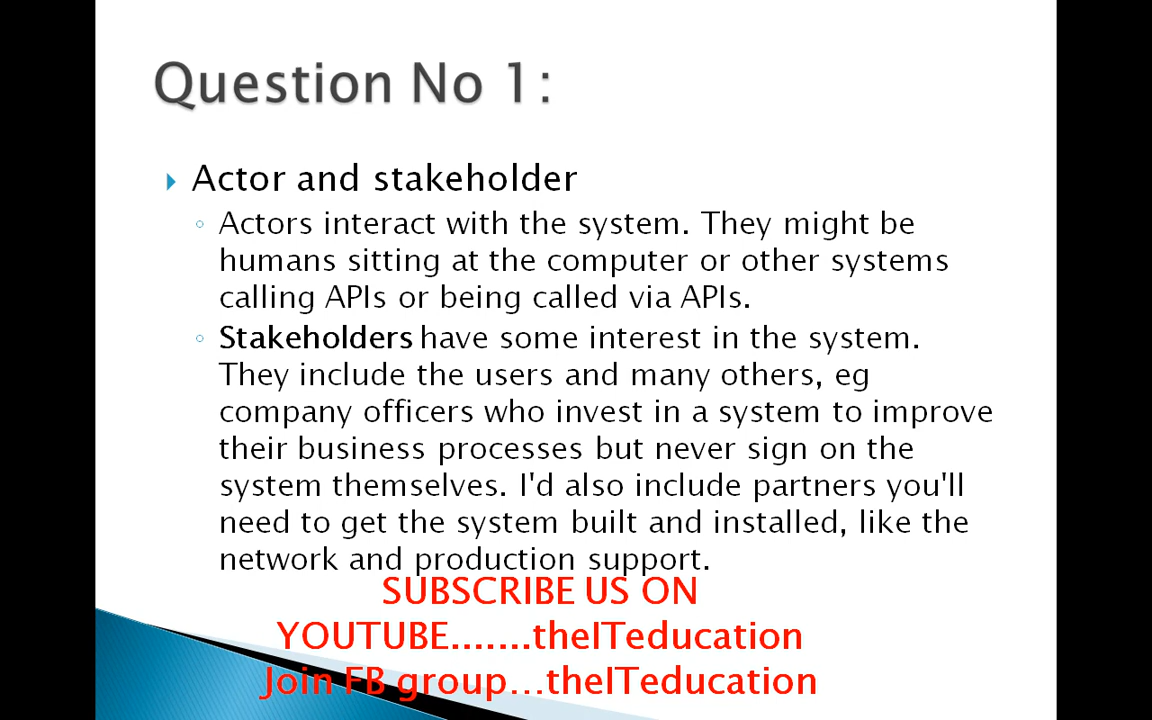 Question No 1:
Actor and stakeholder
Actors interact with the system. They might be
humans sitting at the computer or other systems
calling APIs or being called via APIs.
Stakeholders have some interest in the system.
They include the users and many others, eg
company officers who invest in a system to improve
their business processes but never sign on the
system themselves. I'd also include partners you'll
need to get the system built and installed, like the
network and production support.
SUBSCRIBE US ON
YOUTUBE.......theITeducation
Join FB group...theITeducation